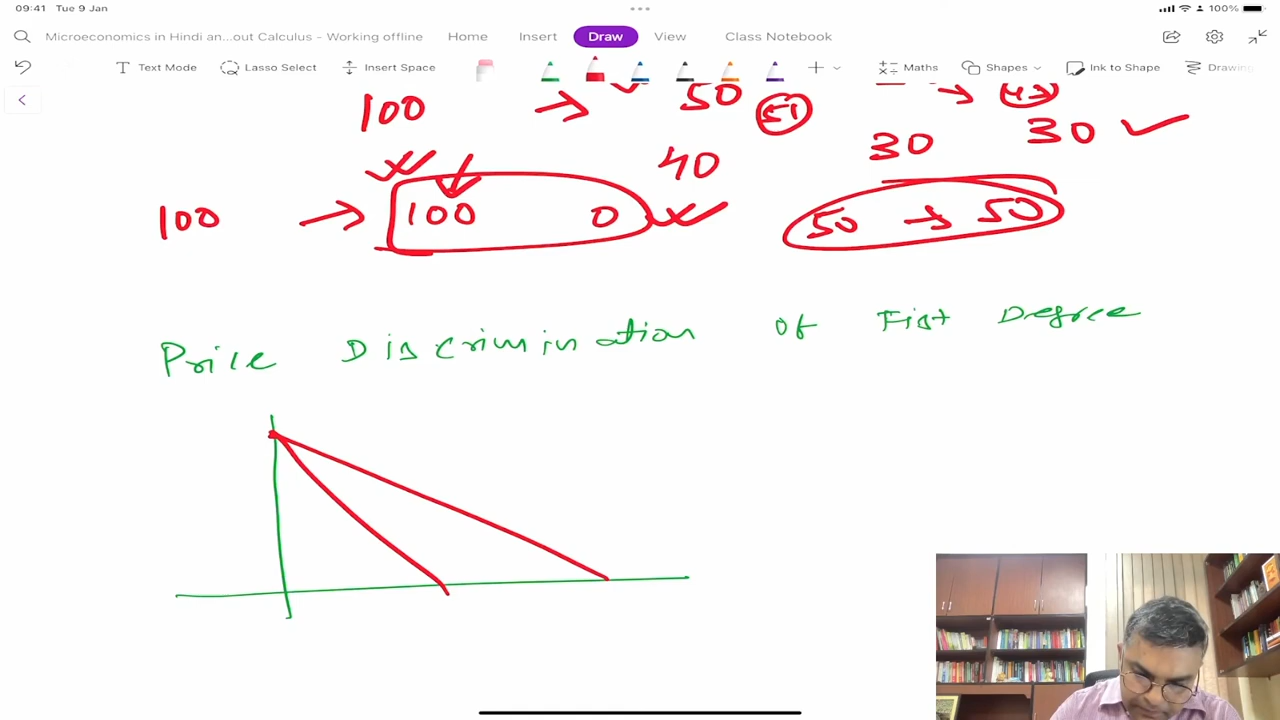 09:41 Tue 9 Jan
100%
Microeconomics in Hindi an...out Calculus - Working offline Home Insert Draw View Class Notebook
Text Mode Lasso Select Insert Space Maths Shapes Ink to Shape Drawing
100 → 50 51
30 30
40
100 → 100 0 50 → 50
Price Discrimination of First Degree